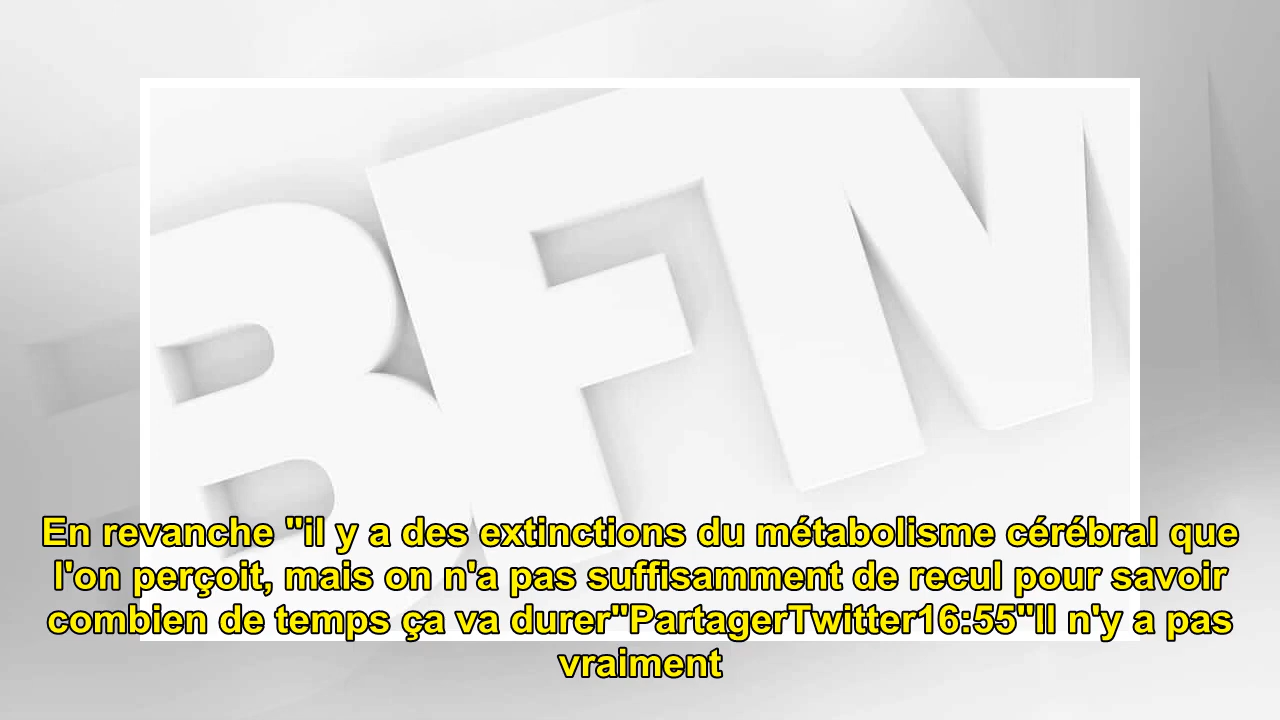 BFM
En revanche "il y a des extinctions du métabolisme cérébral que
l'on perçoit, mais on n'a pas suffisamment de recul pour savoir
combien de temps ça va durer"PartagerTwitter16:55"Il n'y a pas
vraiment